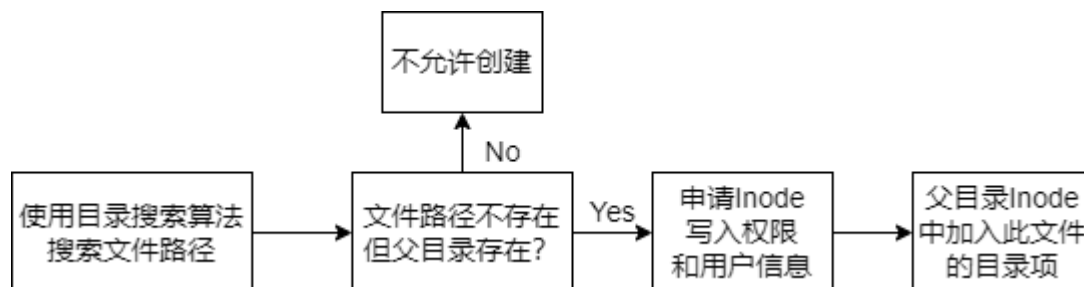 不允许创建
No
使用目录搜索算法
搜索文件路径
文件路径不存在
但父目录存在?
Yes
申请Inode
写入权限
和用户信息
父目录Inode
中加入此文件
的目录项